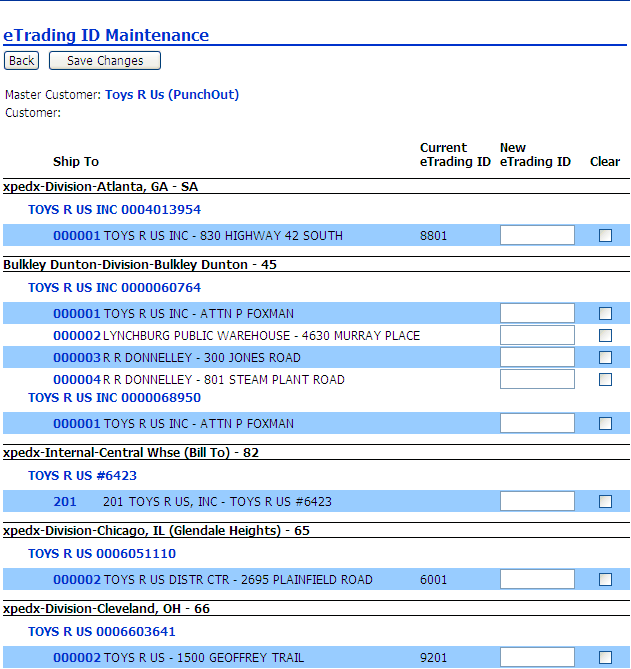 eTrading ID Maintenance
Back Save Changes
Master Customer: Toys R Us (PunchOut)
Customer:
Ship To Current eTrading ID New eTrading ID Clear
xpedx-Division-Atlanta, GA - SA
TOYS R US INC 0004013954
000001 TOYS R US INC - 830 HIGHWAY 42 SOUTH 8801
Bulkley Dunton-Division-Bulkley Dunton - 45
TOYS R US INC 0000060764
000001 TOYS R US INC - ATTN P FOXMAN
000002 LYNCHBURG PUBLIC WAREHOUSE - 4630 MURRAY PLACE
000003 R R DONNELLEY - 300 JONES ROAD
000004 R R DONNELLEY - 801 STEAM PLANT ROAD
TOYS R US INC 0000068950
000001 TOYS R US INC - ATTN P FOXMAN
xpedx-Internal-Central Whse (Bill To) - 82
TOYS R US #6423
201 201 TOYS R US, INC - TOYS R US #6423
xpedx-Division-Chicago, IL (Glendale Heights) - 65
TOYS R US 0006051110
000002 TOYS R US DISTR CTR - 2695 PLAINFIELD ROAD 6001
xpedx-Division-Cleveland, OH - 66
TOYS R US 0006603641
000002 TOYS R US - 1500 GEOFFREY TRAIL 9201